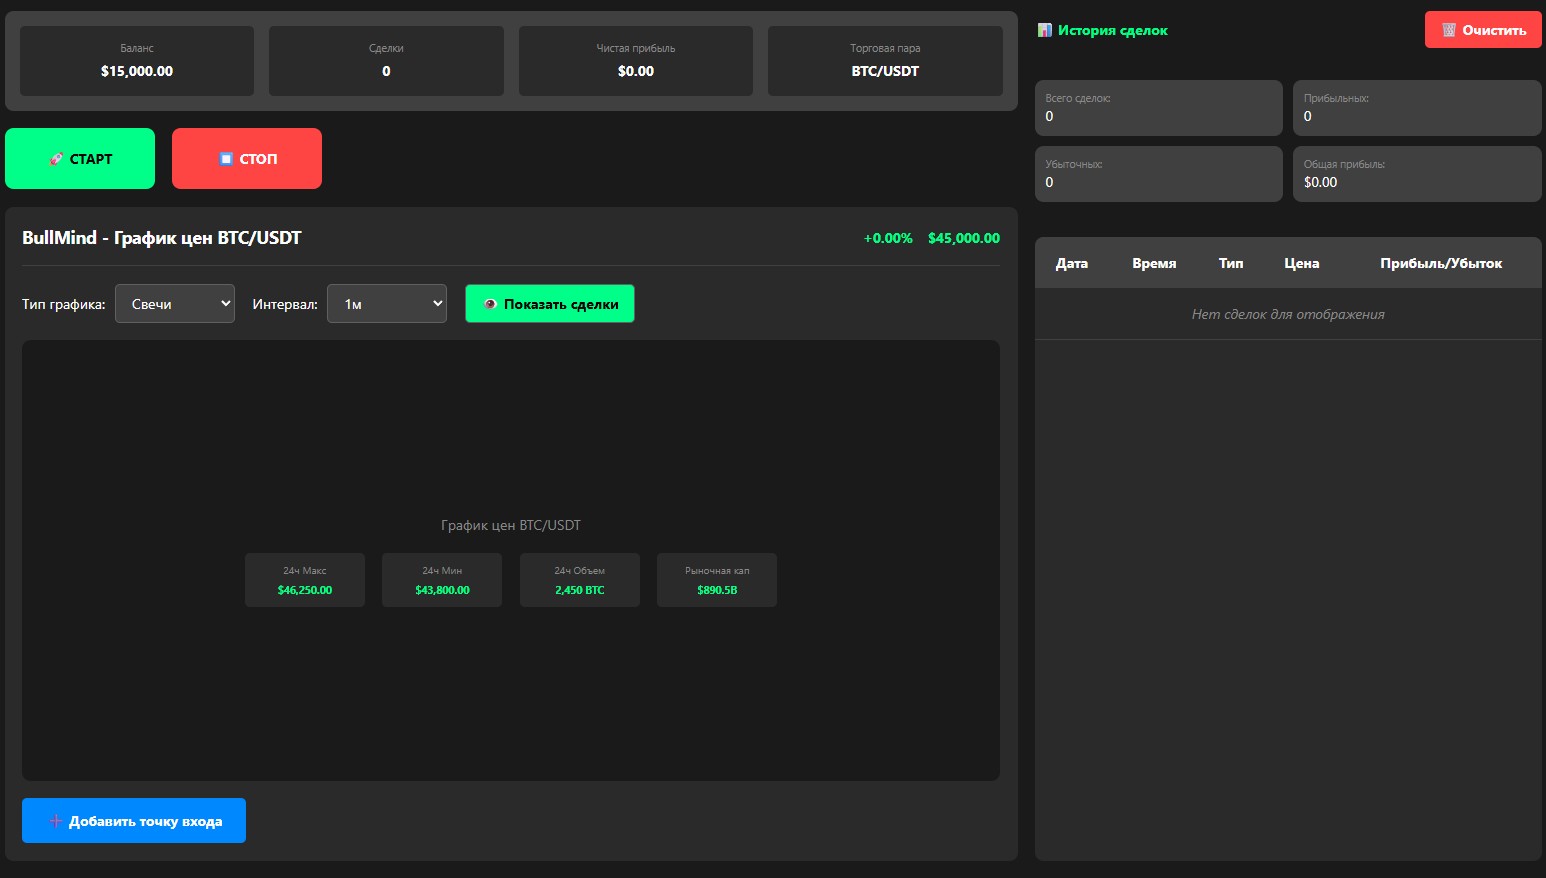 Баланс
$15,000.00
Сделки
0
Чистая прибыль
$0.00
Торговая пара
BTC/USDT
СТАРТ
СТОП
BullMind - График цен BTC/USDT
+0.00% $45,000.00
Тип графика: Свечи Интервал: 1м Показать сделки
График цен BTC/USDT
24ч Макс
$46,250.00
24ч Мин
$43,800.00
24ч Объем
2,450 BTC
Рыночная кап
$890.5B
Добавить точку входа
История сделок
Очистить
Всего сделок:
0
Прибыльных:
0
Убыточных:
0
Общая прибыль:
$0.00
Дата Время Тип Цена Прибыль/Убыток
Нет сделок для отображения